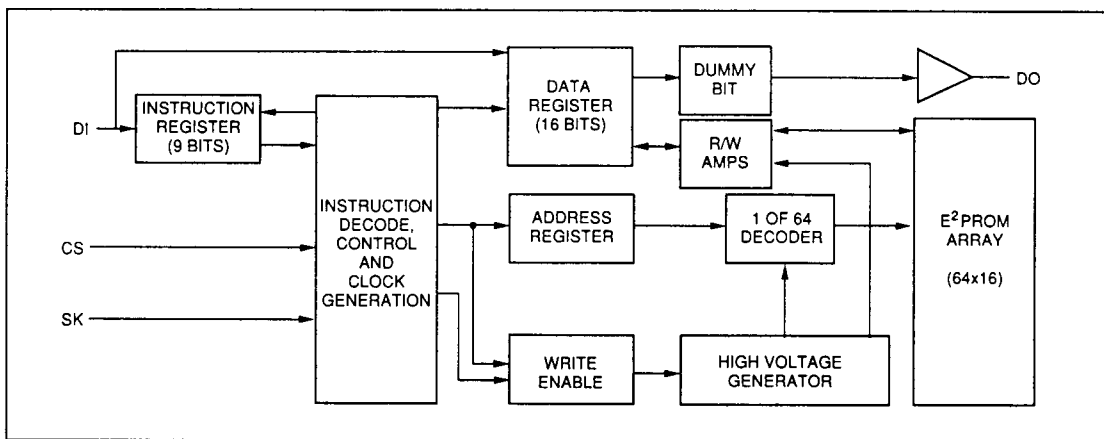 DI
INSTRUCTION
REGISTER
(9 BITS)
CS
SK
INSTRUCTION
DECODE,
CONTROL
AND
CLOCK
GENERATION
DATA
REGISTER
(16 BITS)
DUMMY
BIT
DO
R/W
AMPS
ADDRESS
REGISTER
1 OF 64
DECODER
E²PROM
ARRAY
(64x16)
WRITE
ENABLE
HIGH VOLTAGE
GENERATOR